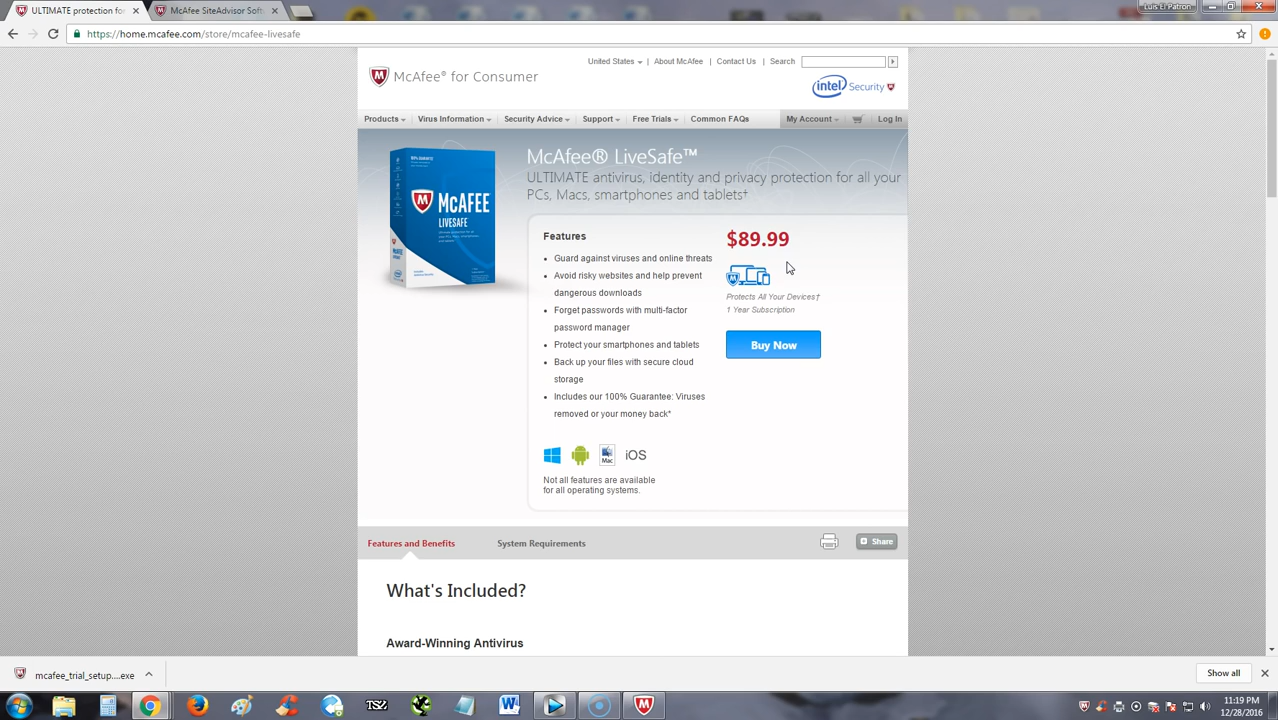 ULTIMATE protection for
McAfee SiteAdvisor Soft
Luis E Patron
https://home.mcafee.com/store/mcafee-livesafe
United States | About McAfee | Contact Us | Search
McAfee® for Consumer
intel Security
Products Virus Information Security Advice Support Free Trials Common FAQs My Account Log In
McAfee® LiveSafe™
ULTIMATE antivirus, identity and privacy protection for all your
PCs, Macs, smartphones and tablets†
McAFEE
LIVESAFE
Features
$89.99
Guard against viruses and online threats
Avoid risky websites and help prevent
dangerous downloads
Forget passwords with multi-factor
password manager
Protect your smartphones and tablets
Back up your files with secure cloud
storage
Includes our 100% Guarantee: Viruses
removed or your money back*
Protects All Your Devices†
1 Year Subscription
Buy Now
Mac
iOS
Not all features are available
for all operating systems.
Features and Benefits
System Requirements
Share
What's Included?
Award-Winning Antivirus
mcafee_trial_setup....exe
Show all
TSZ
11:19 PM
12/28/2016